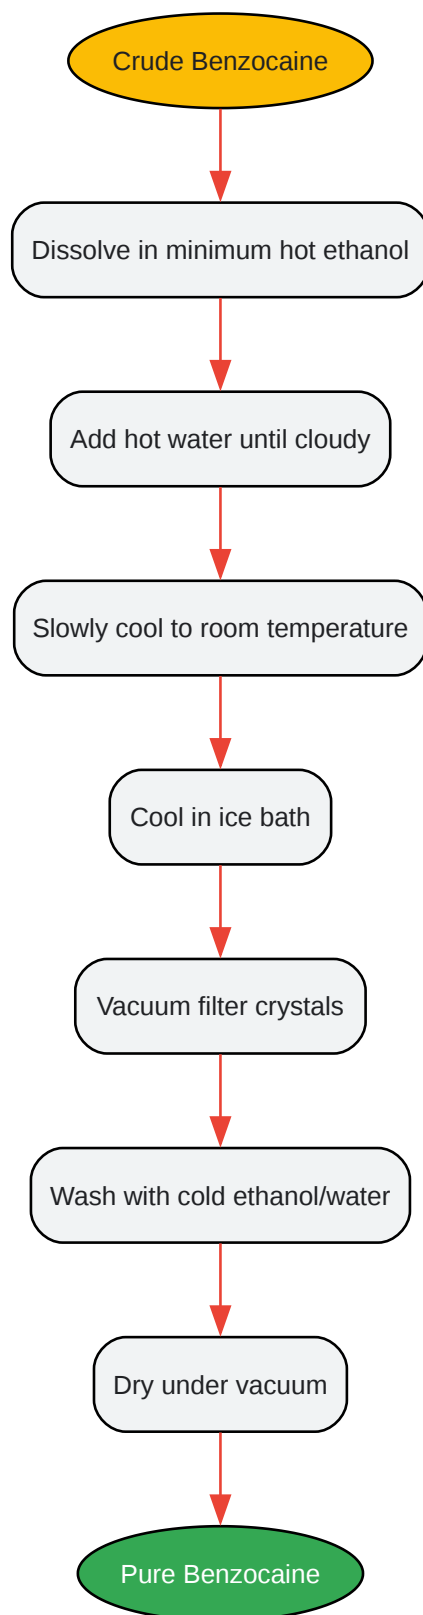 Crude Benzocaine
Dissolve in minimum hot ethanol
Add hot water until cloudy
Slowly cool to room temperature
Cool in ice bath
Vacuum filter crystals
Wash with cold ethanol/water
Dry under vacuum
Pure Benzocaine